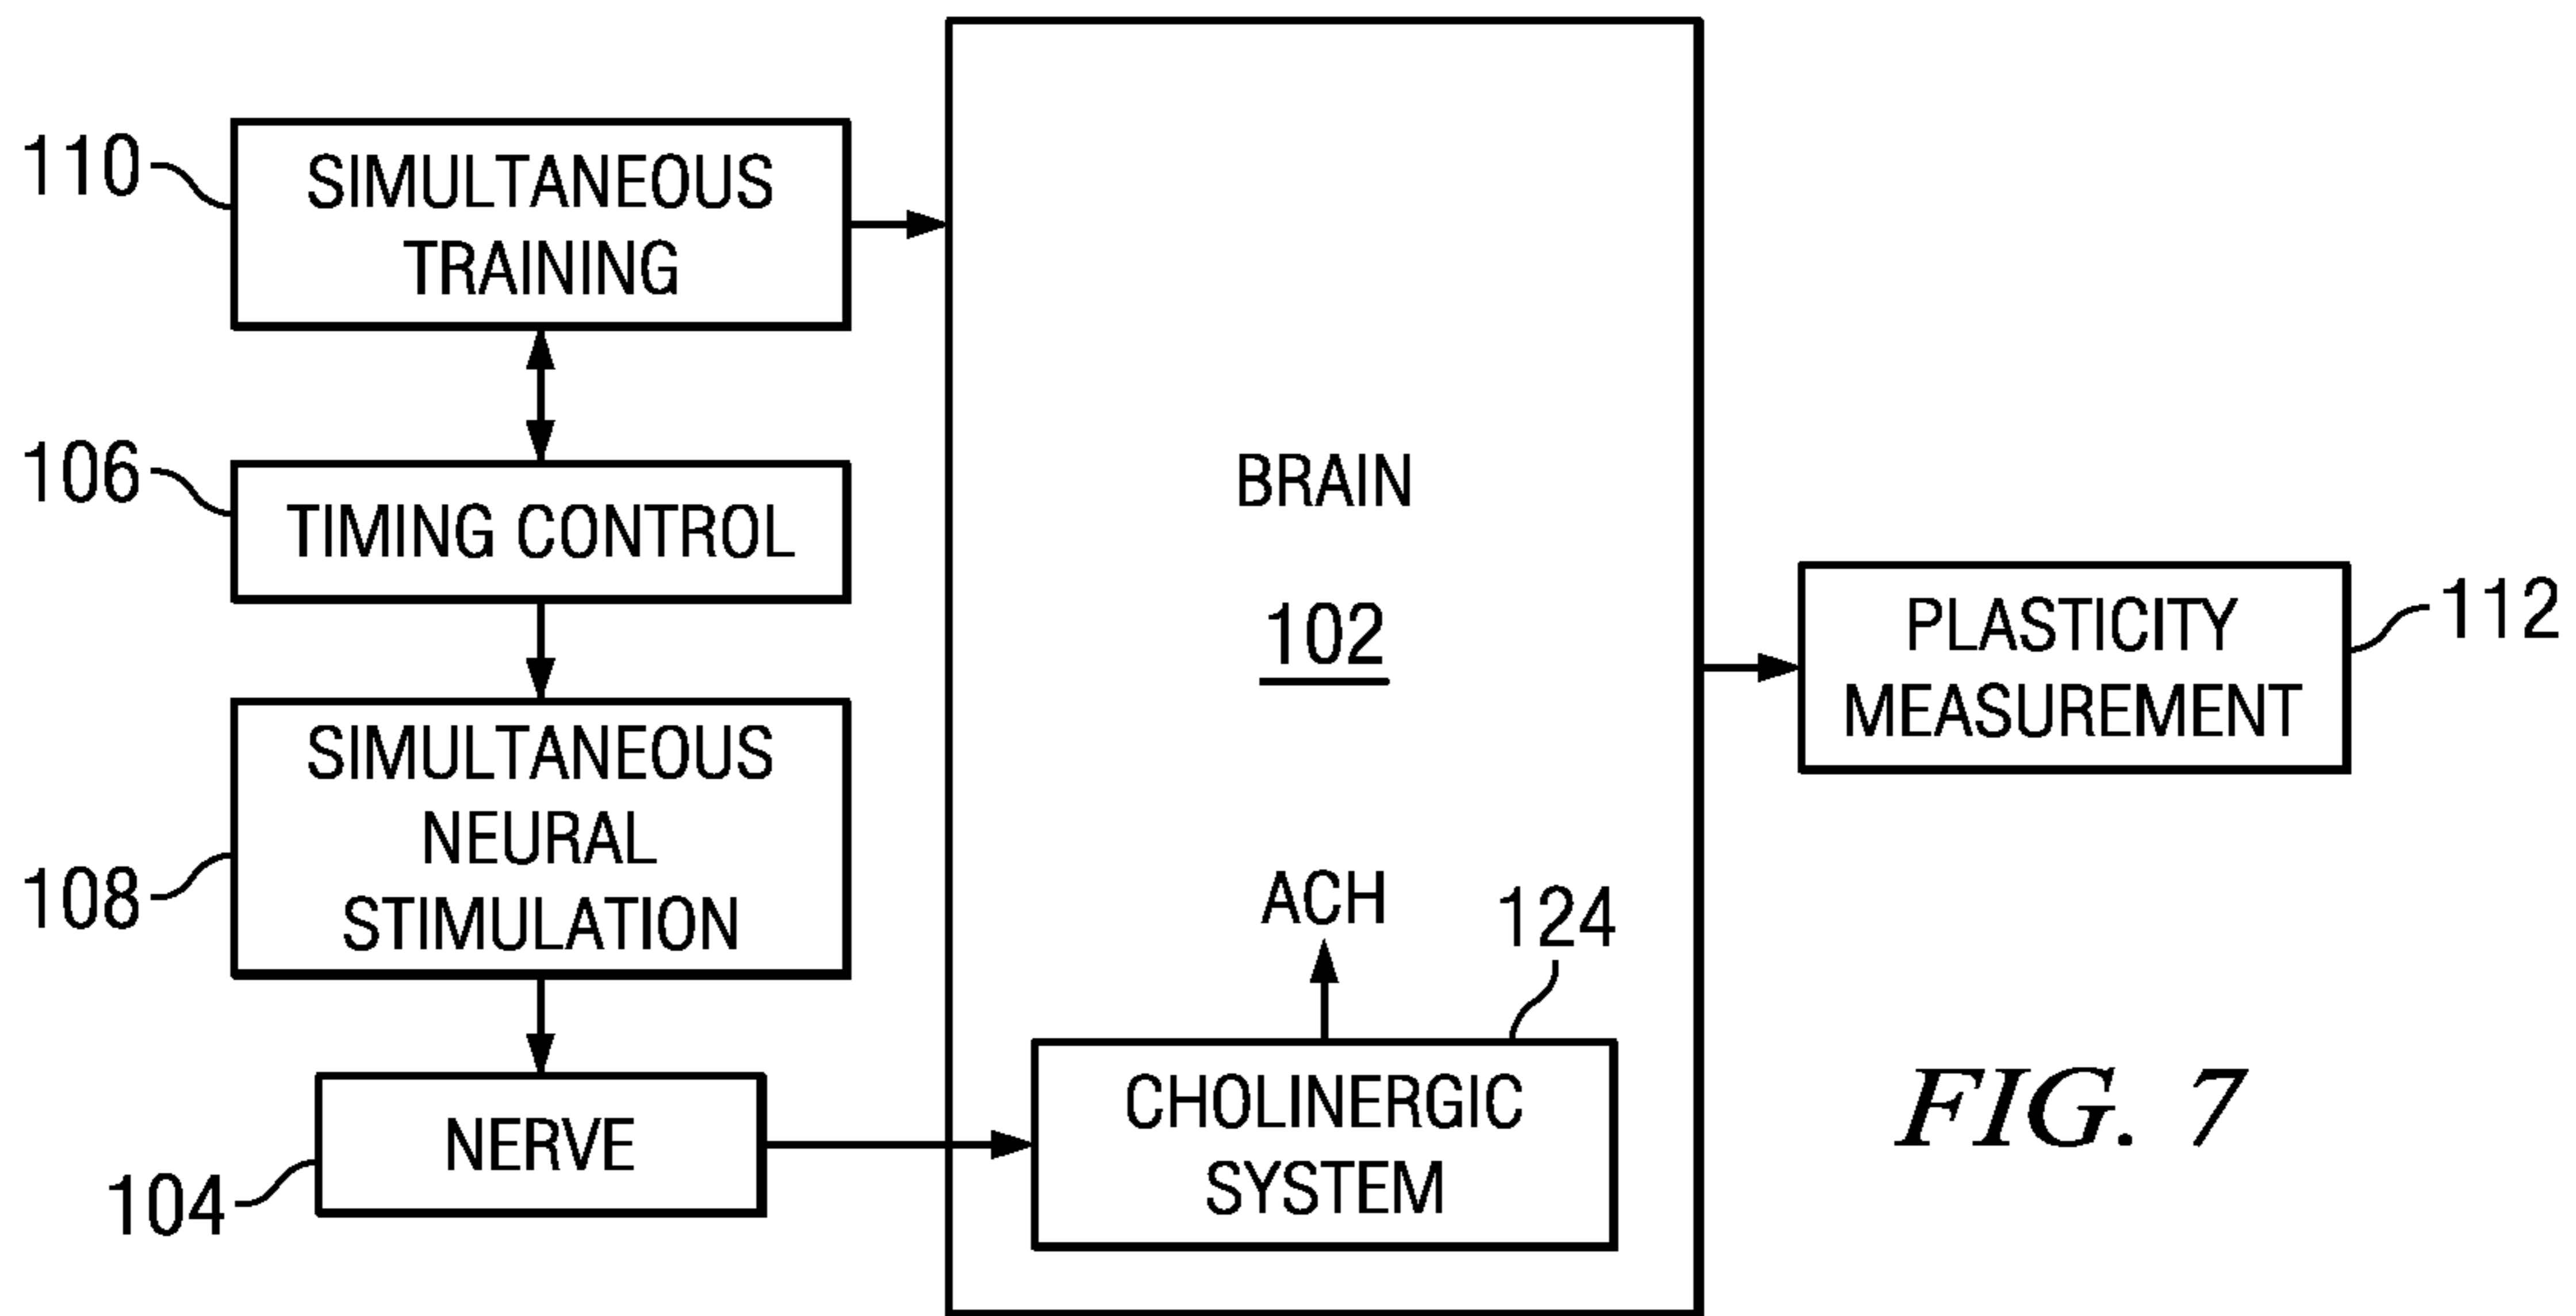 110
SIMULTANEOUS
TRAINING
106
TIMING CONTROL
108
SIMULTANEOUS
NEURAL
STIMULATION
104
NERVE
BRAIN
102
ACH
124
CHOLINERGIC
SYSTEM
PLASTICITY
MEASUREMENT
112
FIG. 7